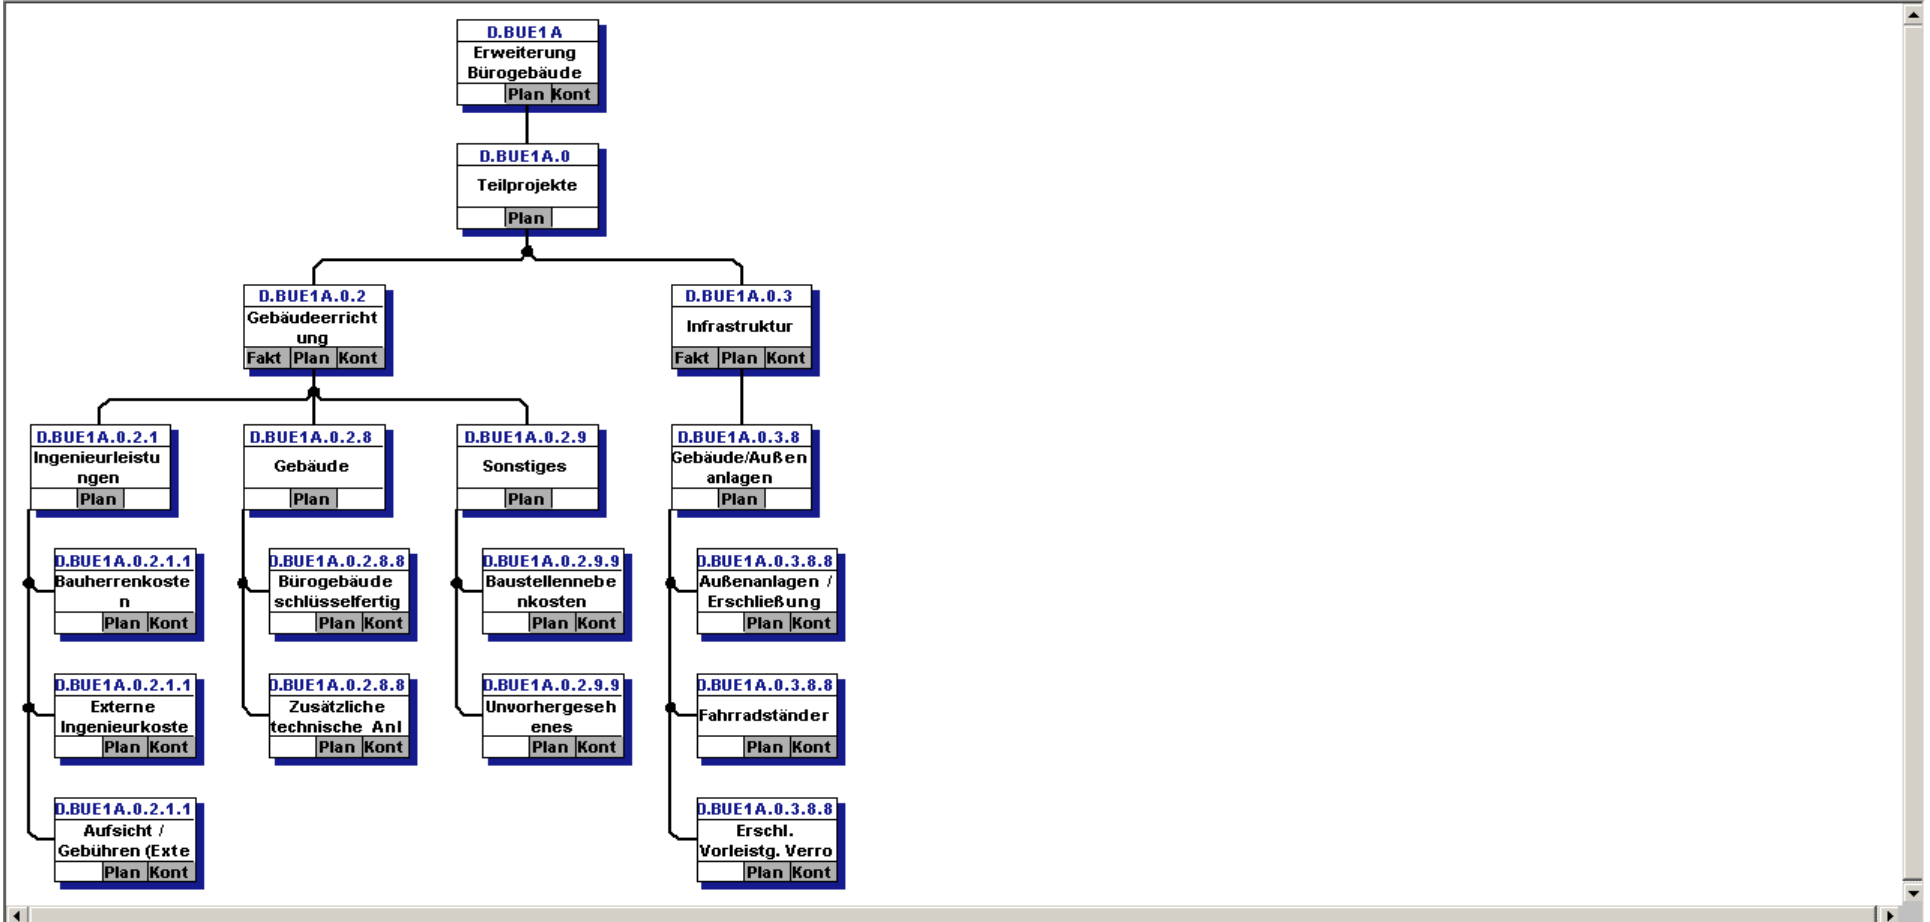 D.BUE1A
Erweiterung
Bürogebäude
Plan Kont
D.BUE1A.0
Teilprojekte
Plan
D.BUE1A.0.2
Gebäudeerricht
ung
Fakt Plan Kont
D.BUE1A.0.3
Infrastruktur
Fakt Plan Kont
D.BUE1A.0.2.1
Ingenieurleistu
ngen
Plan
D.BUE1A.0.2.8
Gebäude
Plan
D.BUE1A.0.2.9
Sonstiges
Plan
D.BUE1A.0.3.8
Gebäude/Außen
anlagen
Plan
D.BUE1A.0.2.1.1
Bauherrenkoste
n
Plan Kont
D.BUE1A.0.2.8.8
Bürogebäude
schlüsselfertig
Plan Kont
D.BUE1A.0.2.9.9
Baustellennebe
nkosten
Plan Kont
D.BUE1A.0.3.8.8
Außenanlagen /
Erschließung
Plan Kont
D.BUE1A.0.2.1.1
Externe
Ingenieurkoste
Plan Kont
D.BUE1A.0.2.8.8
Zusätzliche
technische Anl
Plan Kont
D.BUE1A.0.2.9.9
Unvorhergeseh
enes
Plan Kont
D.BUE1A.0.3.8.8
Fahrradständer
Plan Kont
D.BUE1A.0.2.1.1
Aufsicht /
Gebühren (Exte
Plan Kont
D.BUE1A.0.3.8.8
Erschl.
Vorleistg. Verro
Plan Kont